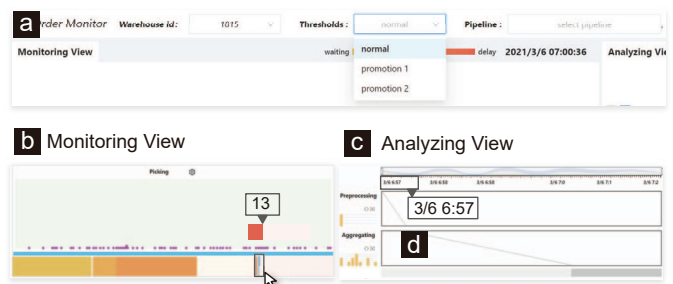 a
Order Monitor Warehouse id: 1015 Thresholds : normal Pipeline : select pipeline
Monitoring View waiting delay 2021/3/6 07:00:36 Analyzing Vie
normal
promotion 1
promotion 2
b Monitoring View
c Analyzing View
Picking
13
3/6 6:57
Preprocessing
3/6 6:57
Aggregating
d